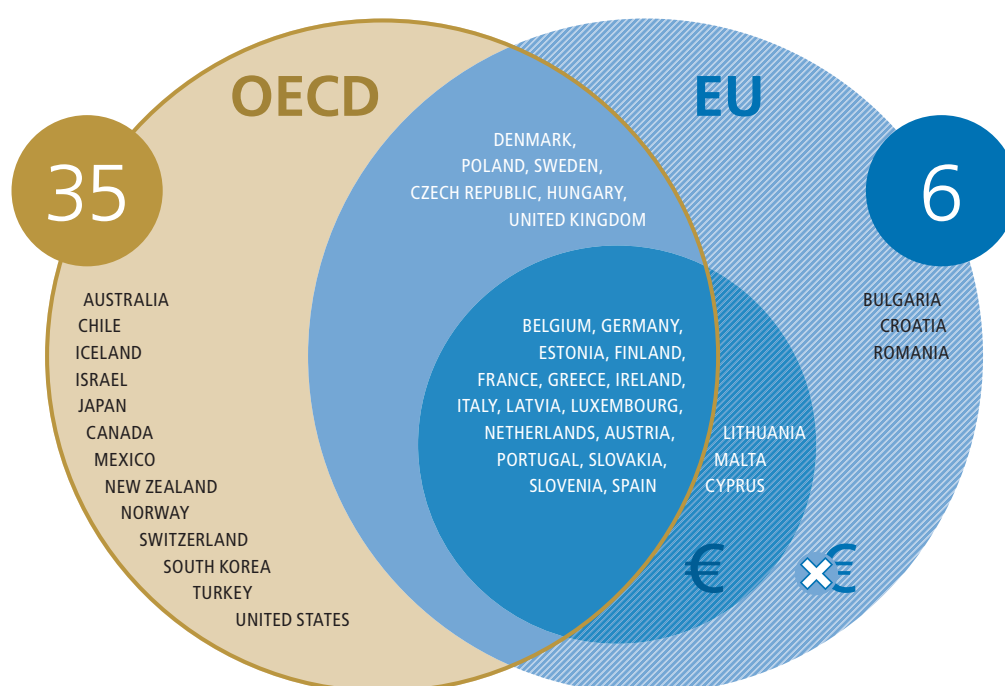 OECD
EU
35
6
DENMARK,
POLAND, SWEDEN,
CZECH REPUBLIC, HUNGARY,
UNITED KINGDOM
AUSTRALIA
CHILE
ICELAND
ISRAEL
JAPAN
CANADA
MEXICO
NEW ZEALAND
NORWAY
SWITZERLAND
SOUTH KOREA
TURKEY
UNITED STATES
BELGIUM, GERMANY,
ESTONIA, FINLAND,
FRANCE, GREECE, IRELAND,
ITALY, LATVIA, LUXEMBOURG,
NETHERLANDS, AUSTRIA,
PORTUGAL, SLOVAKIA,
SLOVENIA, SPAIN
LITHUANIA
MALTA
CYPRUS
BULGARIA
CROATIA
ROMANIA
€
×€